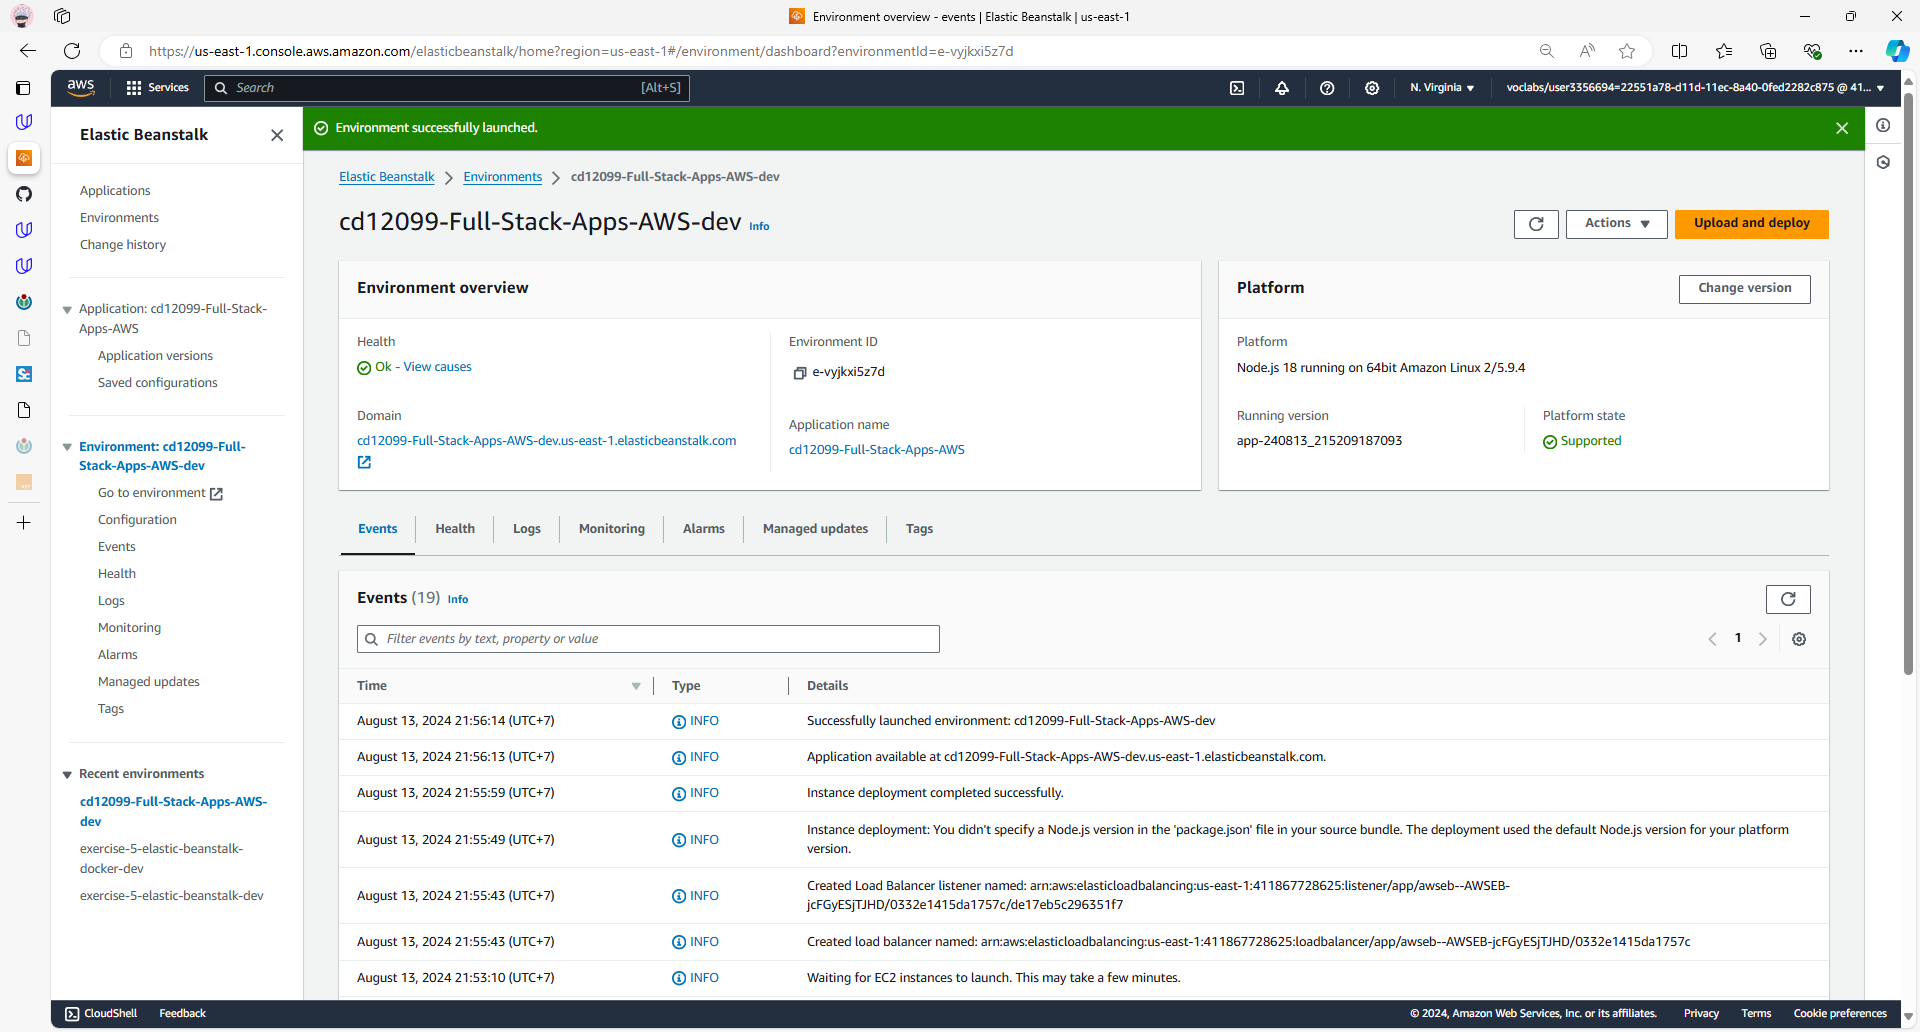 Environment overview - events | Elastic Beanstalk | us-east-1
https://us-east-1.console.aws.amazon.com/elasticbeanstalk/home?region=us-east-1#/environment/dashboard?environmentId=e-vyjkxi5z7d
aws
Services
Search
[Alt+S]
N. Virginia
voclabs/user3356694=22551a78-d11d-11ec-8a40-0fed2282c875 @ 41...
Elastic Beanstalk
Applications
Environments
Change history
Application: cd12099-Full-Stack-
Apps-AWS
Application versions
Saved configurations
Environment: cd12099-Full-
Stack-Apps-AWS-dev
Go to environment
Configuration
Events
Health
Logs
Monitoring
Alarms
Managed updates
Tags
Recent environments
cd12099-Full-Stack-Apps-AWS-
dev
exercise-5-elastic-beanstalk-
docker-dev
exercise-5-elastic-beanstalk-dev
Environment successfully launched.
Elastic Beanstalk
Environments
cd12099-Full-Stack-Apps-AWS-dev
cd12099-Full-Stack-Apps-AWS-dev Info
Actions
Upload and deploy
Environment overview
Health
Ok - View causes
Domain
cd12099-Full-Stack-Apps-AWS-dev.us-east-1.elasticbeanstalk.com
Environment ID
e-vyjkxi5z7d
Application name
cd12099-Full-Stack-Apps-AWS
Platform
Change version
Platform
Node.js 18 running on 64bit Amazon Linux 2/5.9.4
Running version
app-240813_215209187093
Platform state
Supported
Events
Health
Logs
Monitoring
Alarms
Managed updates
Tags
Events (19) Info
Filter events by text, property or value
1
Time
Type
Details
August 13, 2024 21:56:14 (UTC+7)
INFO
Successfully launched environment: cd12099-Full-Stack-Apps-AWS-dev
August 13, 2024 21:56:13 (UTC+7)
INFO
Application available at cd12099-Full-Stack-Apps-AWS-dev.us-east-1.elasticbeanstalk.com.
August 13, 2024 21:55:59 (UTC+7)
INFO
Instance deployment completed successfully.
August 13, 2024 21:55:49 (UTC+7)
INFO
Instance deployment: You didn't specify a Node.js version in the 'package.json' file in your source bundle. The deployment used the default Node.js version for your platform
version.
August 13, 2024 21:55:43 (UTC+7)
INFO
Created Load Balancer listener named: arn:aws:elasticloadbalancing:us-east-1:411867728625:listener/app/awseb--AWSEB-
jcFGyESjTJHD/0332e1415da1757c/de17eb5c296351f7
August 13, 2024 21:55:43 (UTC+7)
INFO
Created load balancer named: arn:aws:elasticloadbalancing:us-east-1:411867728625:loadbalancer/app/awseb--AWSEB-jcFGyESjTJHD/0332e1415da1757c
August 13, 2024 21:53:10 (UTC+7)
INFO
Waiting for EC2 instances to launch. This may take a few minutes.
CloudShell
Feedback
© 2024, Amazon Web Services, Inc. or its affiliates.
Privacy
Terms
Cookie preferences